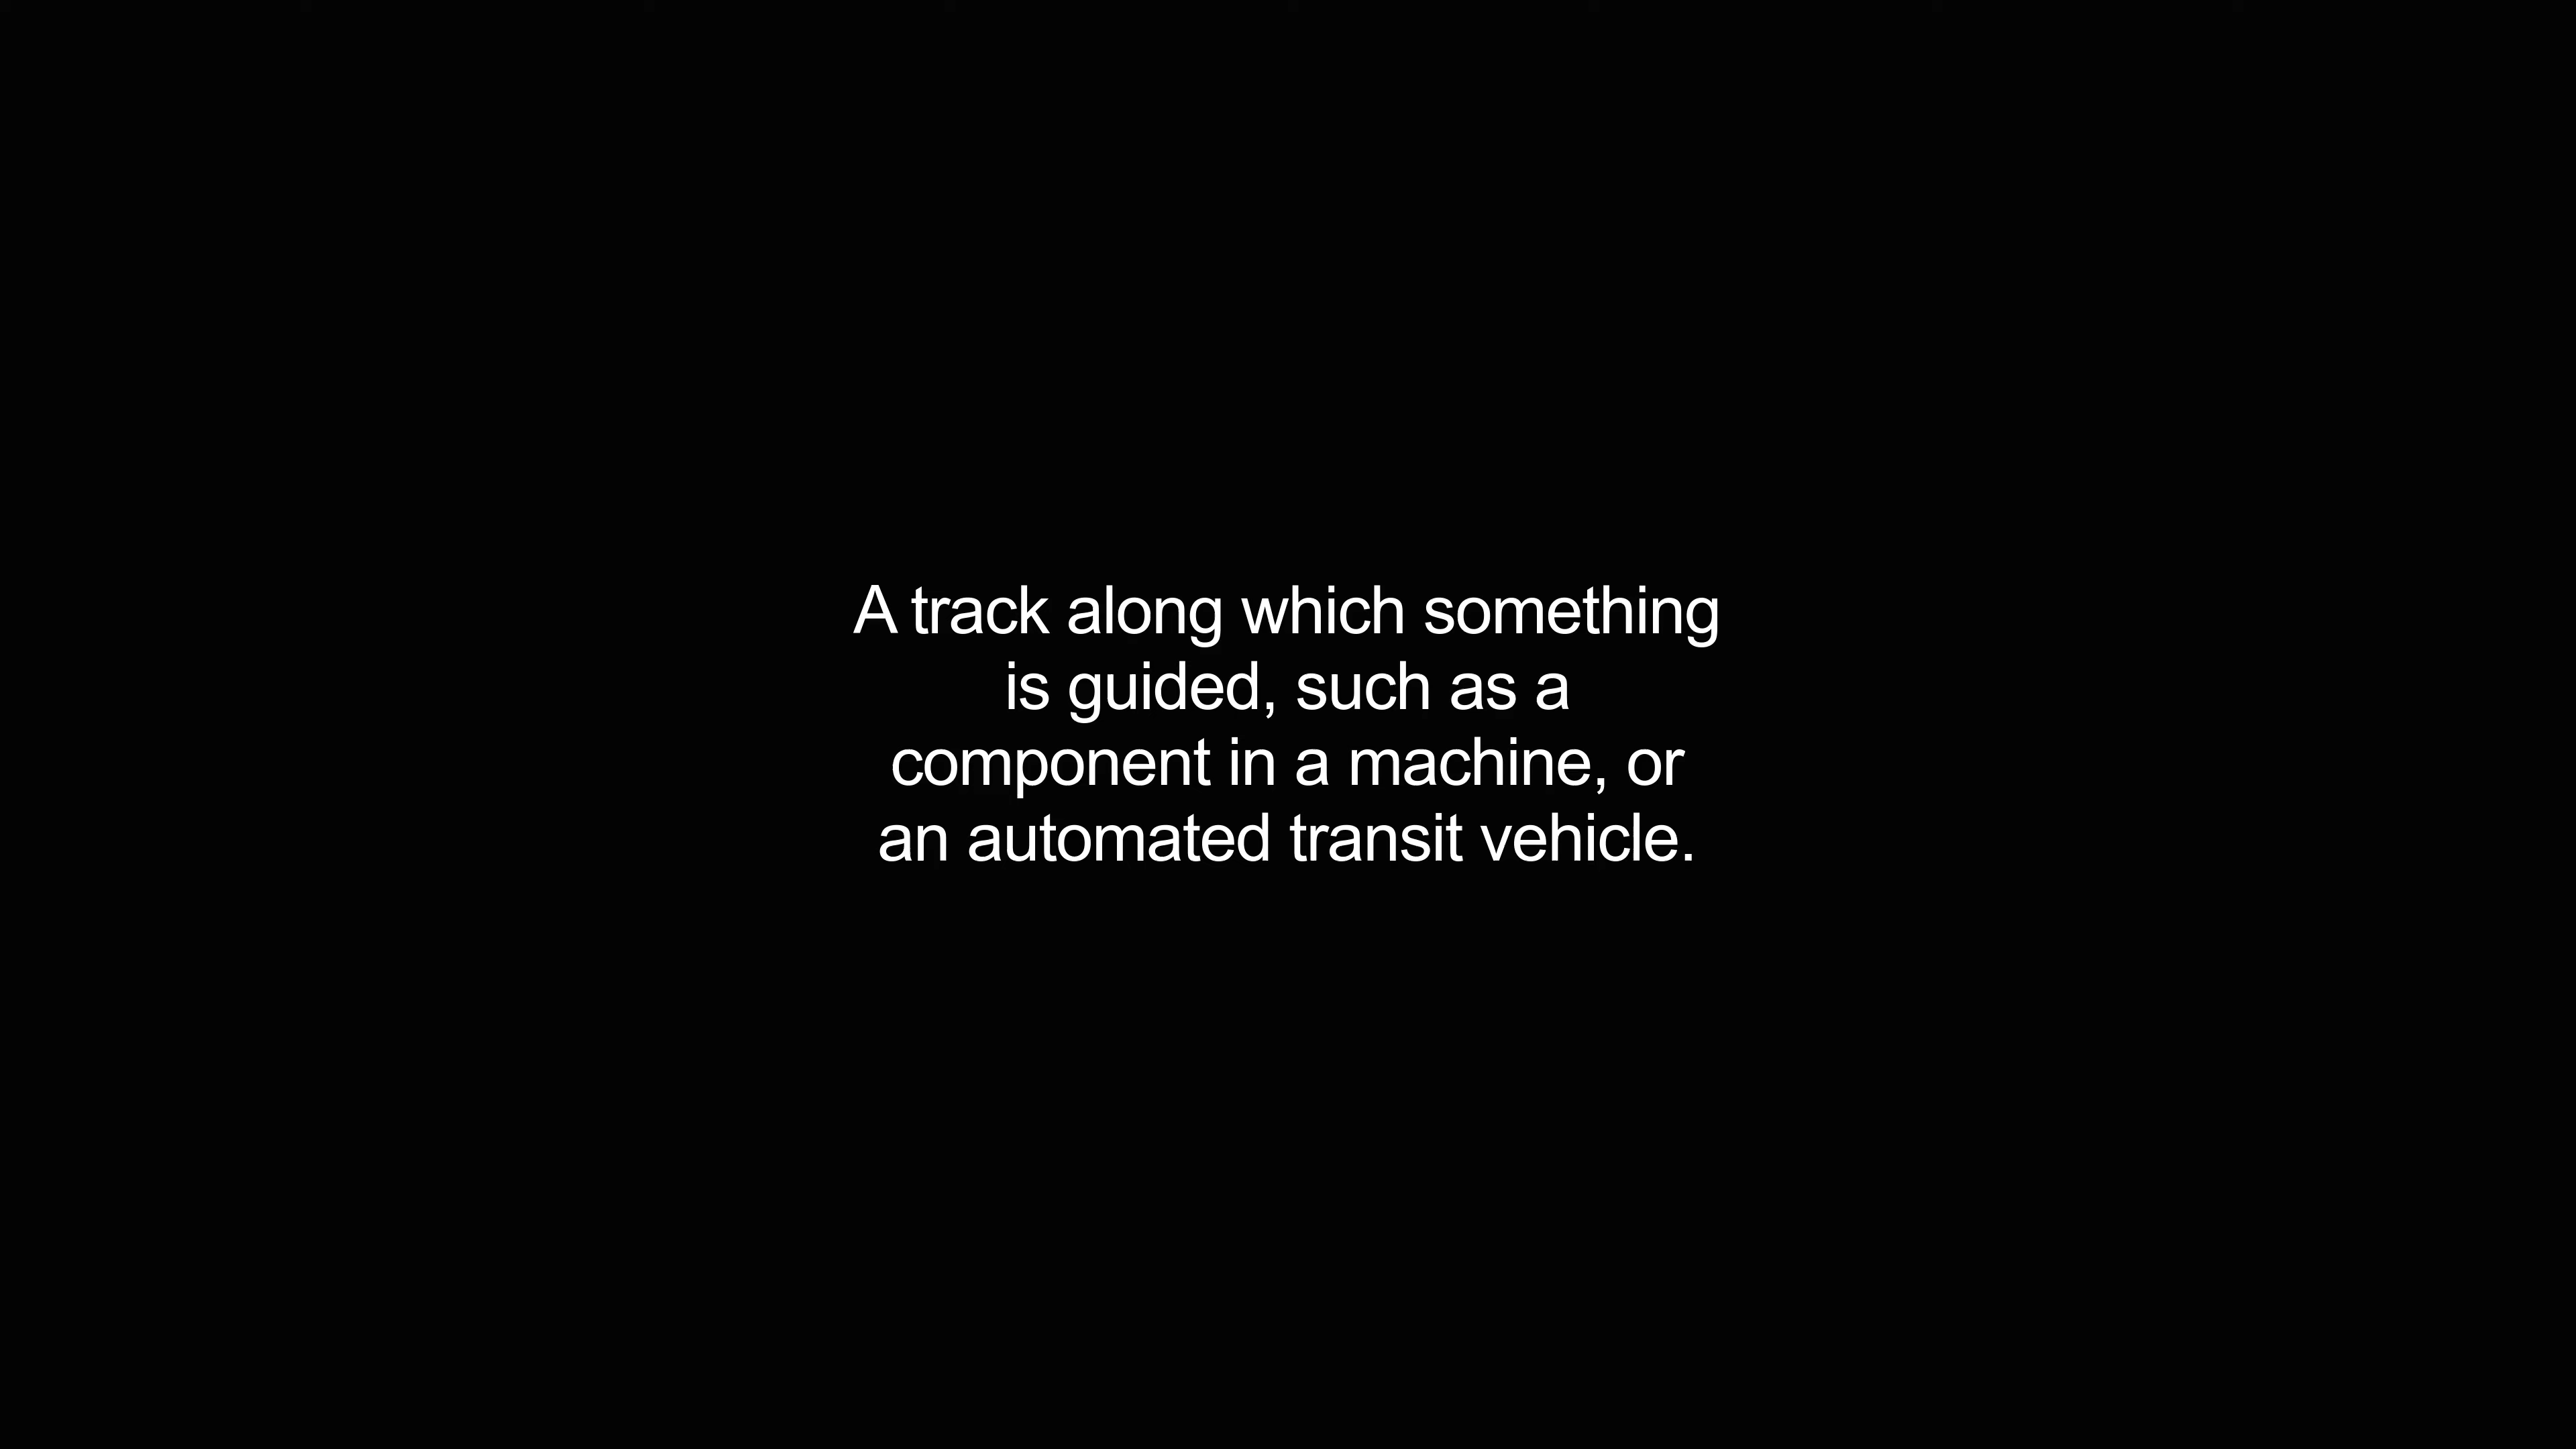 A track along which something
is guided, such as a
component in a machine, or
an automated transit vehicle.